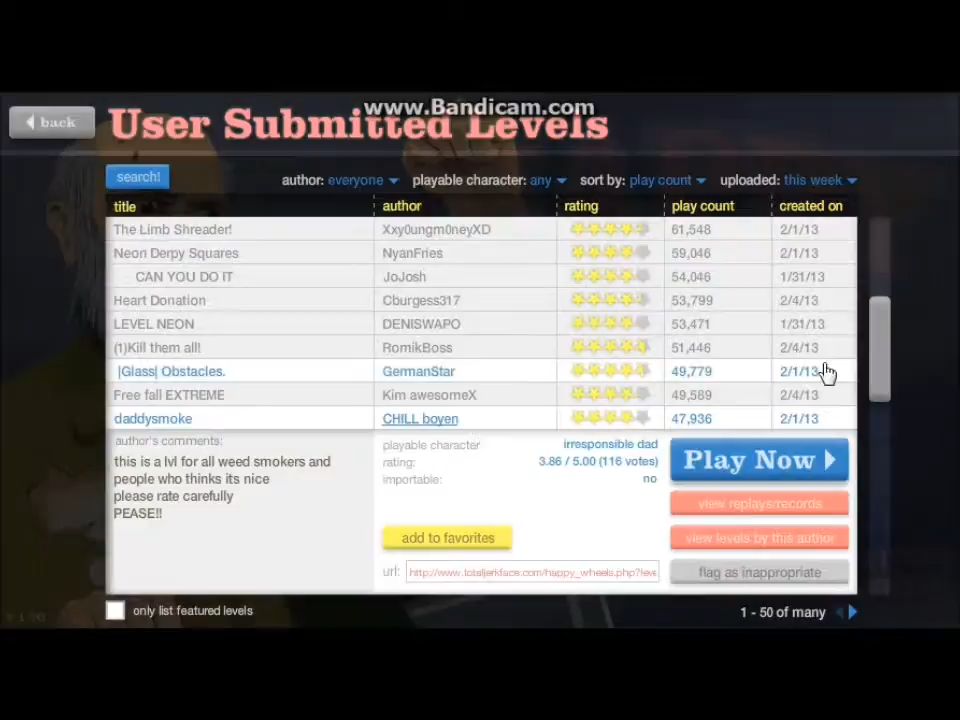 www.Bandicam.com
back
User Submitted Levels
search!
author: everyone playable character: any sort by: play count uploaded: this week
title author rating play count created on
The Limb Shreader! Xxy0ungm0neyXD 61,548 2/1/13
Neon Derpy Squares NyanFries 59,046 2/1/13
CAN YOU DO IT JoJosh 54,046 1/31/13
Heart Donation Cburgess317 53,799 2/4/13
LEVEL NEON DENISWAPO 53,471 1/31/13
(1)Kill them all! RomikBoss 51,446 2/4/13
|Glass| Obstacles. GermanStar 49,779 2/1/13
Free fall EXTREME Kim awesomeX 49,589 2/4/13
daddysmoke CHILL boyen 47,936 2/1/13
author's comments:
this is a lvl for all weed smokers and
people who thinks its nice
please rate carefully
PEASE!!
playable character irresponsible dad
rating: 3.86 / 5.00 (116 votes)
importable: no
add to favorites
url: http://www.totaljerkface.com/happy_wheels.php?leve
Play Now
view replays/records
view levels by this author
flag as inappropriate
only list featured levels
1 - 50 of many